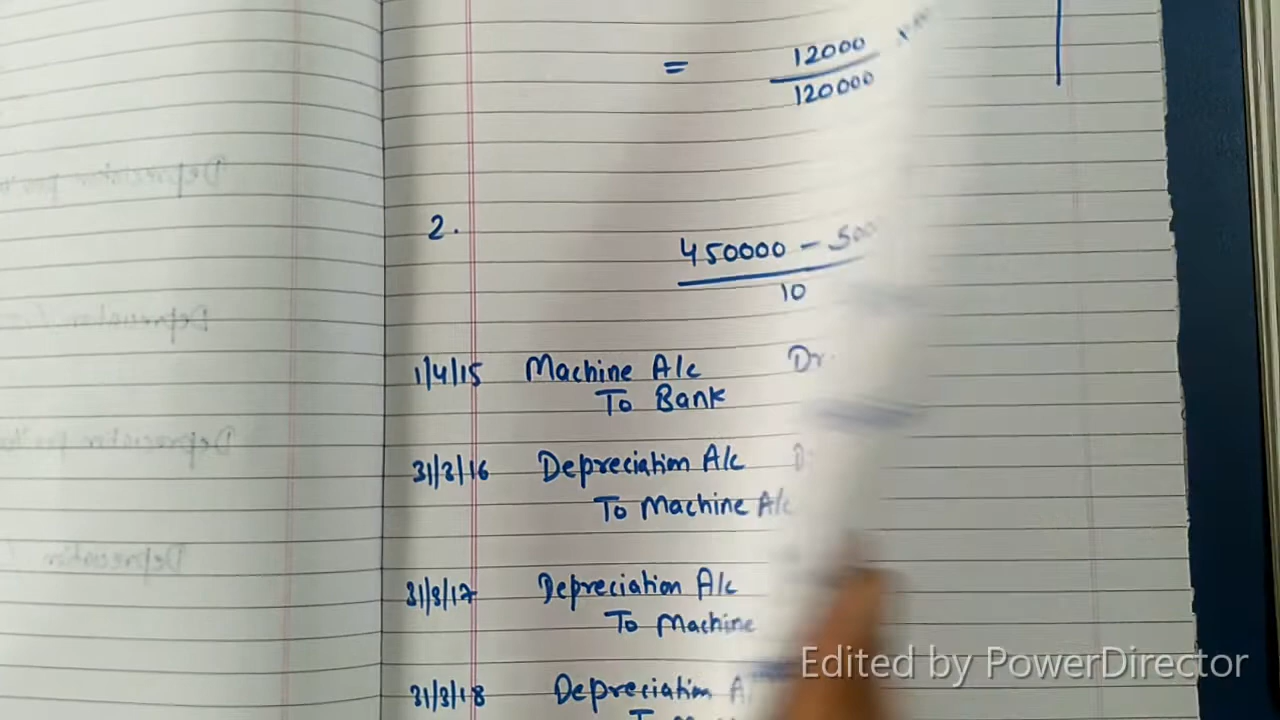 = 12000
120000
2.
450000 -
10
1/4/15 Machine A/c Dr.
To Bank
31/3/16 Depreciation A/c
To Machine A/c
31/3/17 Depreciation A/c
To Machine
31/3/18 Depreciation
Edited by PowerDirector